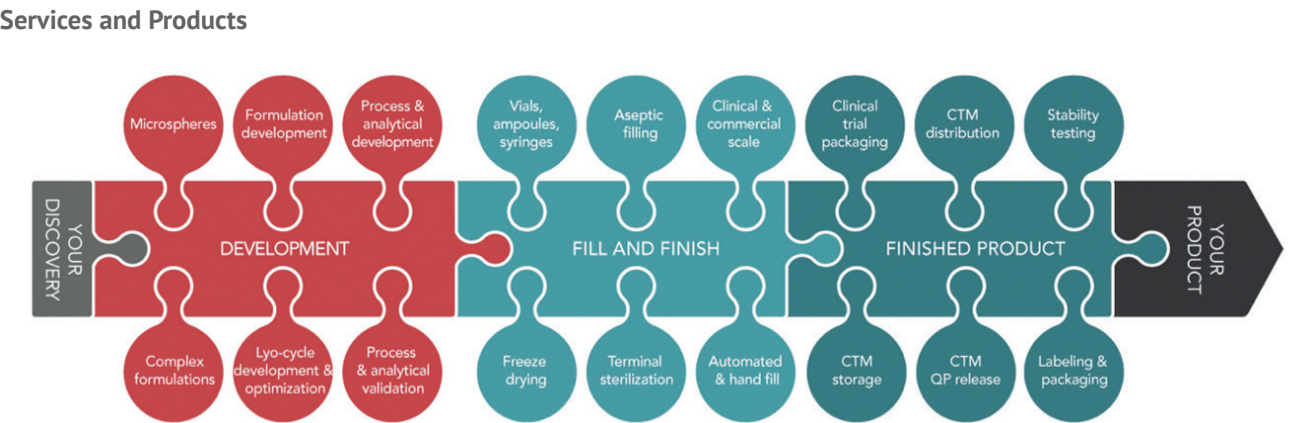 Services and Products
Microspheres
Formulation
development
Process &
analytical
development
Vials,
ampoules,
syringes
Aseptic
filling
Clinical &
commercial
scale
Clinical
trial
packaging
CTM
distribution
Stability
testing
YOUR
DISCOVERY
DEVELOPMENT
FILL AND FINISH
FINISHED PRODUCT
YOUR
PRODUCT
Complex
formulations
Lyo-cycle
development &
optimization
Process
& analytical
validation
Freeze
drying
Terminal
sterilization
Automated
& hand fill
CTM
storage
CTM
QP release
Labeling &
packaging